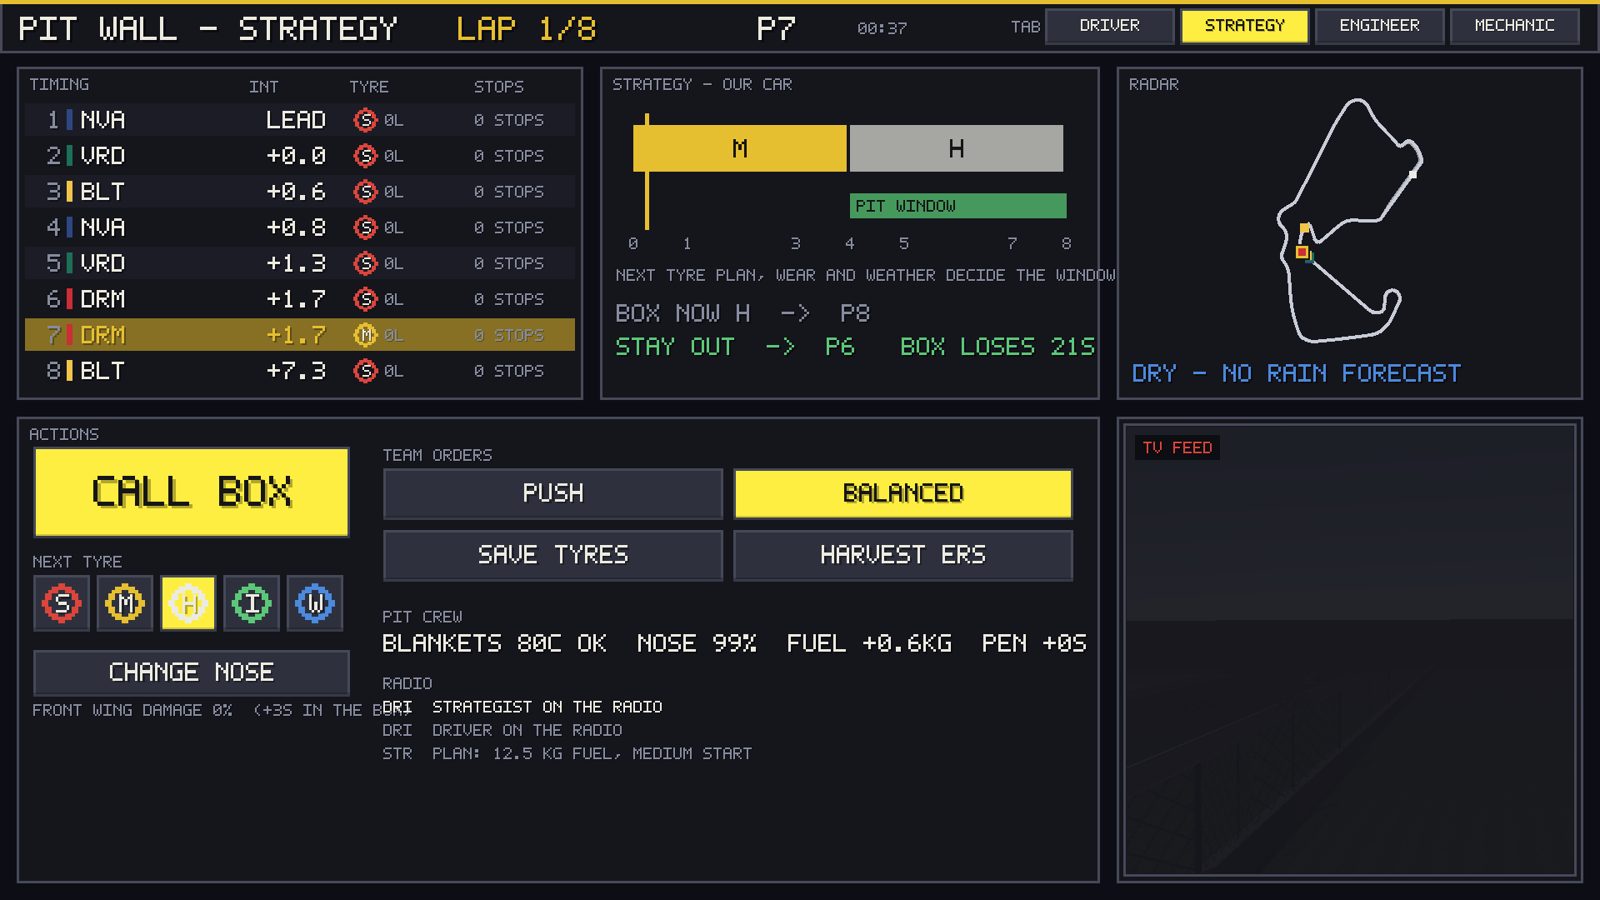 PIT WALL - STRATEGY LAP 1/8 P7 00:37 TAB DRIVER STRATEGY ENGINEER MECHANIC
TIMING INT TYRE STOPS
1 NVA LEAD S 0L 0 STOPS
2 VRD +0.0 S 0L 0 STOPS
3 BLT +0.6 S 0L 0 STOPS
4 NVA +0.8 S 0L 0 STOPS
5 VRD +1.3 S 0L 0 STOPS
6 DRM +1.7 S 0L 0 STOPS
7 DRM +1.7 M 0L 0 STOPS
8 BLT +7.3 S 0L 0 STOPS
STRATEGY - OUR CAR
M H
PIT WINDOW
0 1 3 4 5 7 8
NEXT TYRE PLAN, WEAR AND WEATHER DECIDE THE WINDOW
BOX NOW H -> P8
STAY OUT -> P6 BOX LOSES 21S
RADAR
DRY - NO RAIN FORECAST
ACTIONS
CALL BOX
NEXT TYRE
S M H I W
CHANGE NOSE
FRONT WING DAMAGE 0% (+3S IN THE
TEAM ORDERS
PUSH BALANCED
SAVE TYRES HARVEST ERS
PIT CREW
BLANKETS 80C OK NOSE 99% FUEL +0.6KG PEN +0S
RADIO
DRI STRATEGIST ON THE RADIO
DRI DRIVER ON THE RADIO
STR PLAN: 12.5 KG FUEL, MEDIUM START
TV FEED